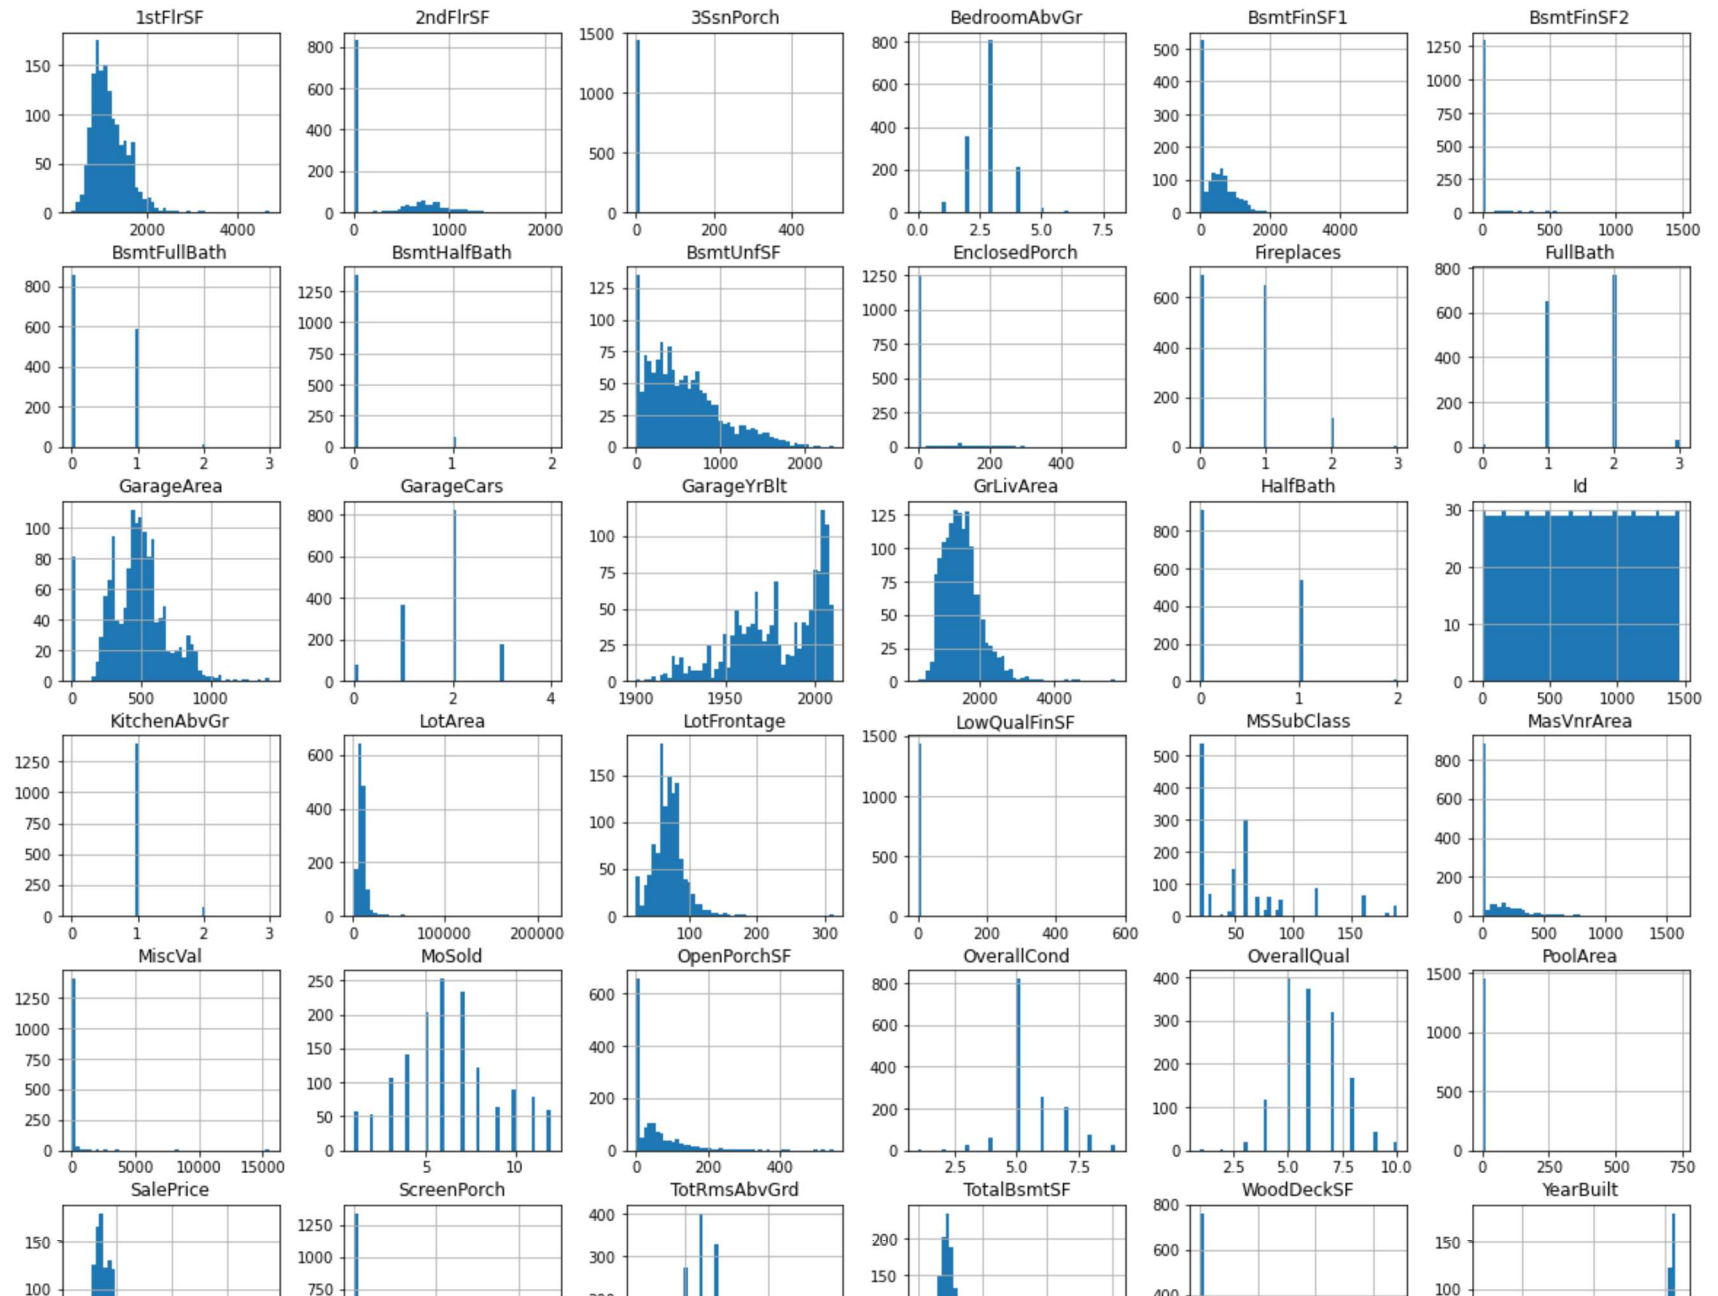 1stFlrSF 2ndFlrSF 3SsnPorch BedroomAbvGr BsmtFinSF1 BsmtFinSF2
150 100 50 0
0 2000 4000
800 600 400 200 0
0 1000 2000
1500 1000 500 0
0 200 400
800 600 400 200 0
0.0 2.5 5.0 7.5
500 400 300 200 100 0
0 2000 4000
1250 1000 750 500 250 0
0 500 1000 1500
BsmtFullBath BsmtHalfBath BsmtUnfSF EnclosedPorch Fireplaces FullBath
800 600 400 200 0
0 1 2 3
1250 1000 750 500 250 0
0 1 2
125 100 75 50 25 0
0 1000 2000
1250 1000 750 500 250 0
0 200 400
600 400 200 0
0 1 2 3
800 600 400 200 0
0 1 2 3
GarageArea GarageCars GarageYrBlt GrLivArea HalfBath Id
100 80 60 40 20 0
0 500 1000
800 600 400 200 0
0 2 4
100 75 50 25 0
1900 1950 2000
125 100 75 50 25 0
2000 4000
800 600 400 200 0
0 1 2
30 20 10 0
0 500 1000 1500
KitchenAbvGr LotArea LotFrontage LowQualFinSF MSSubClass MasVnrArea
1250 1000 750 500 250 0
0 1 2 3
600 400 200 0
0 100000 200000
150 100 50 0
100 200 300
1500 1000 500 0
0 200 400 600
500 400 300 200 100 0
50 100 150
800 600 400 200 0
0 500 1000 1500
MiscVal MoSold OpenPorchSF OverallCond OverallQual PoolArea
1250 1000 750 500 250 0
0 5000 10000 15000
250 200 150 100 50 0
5 10
600 400 200 0
0 200 400
800 600 400 200 0
2.5 5.0 7.5
400 300 200 100 0
2.5 5.0 7.5 10.0
1500 1000 500 0
0 250 500 750
SalePrice ScreenPorch TotRmsAbvGrd TotalBsmtSF WoodDeckSF YearBuilt
150 100
1250 1000 750
400 300
200 150
800 600
150 100